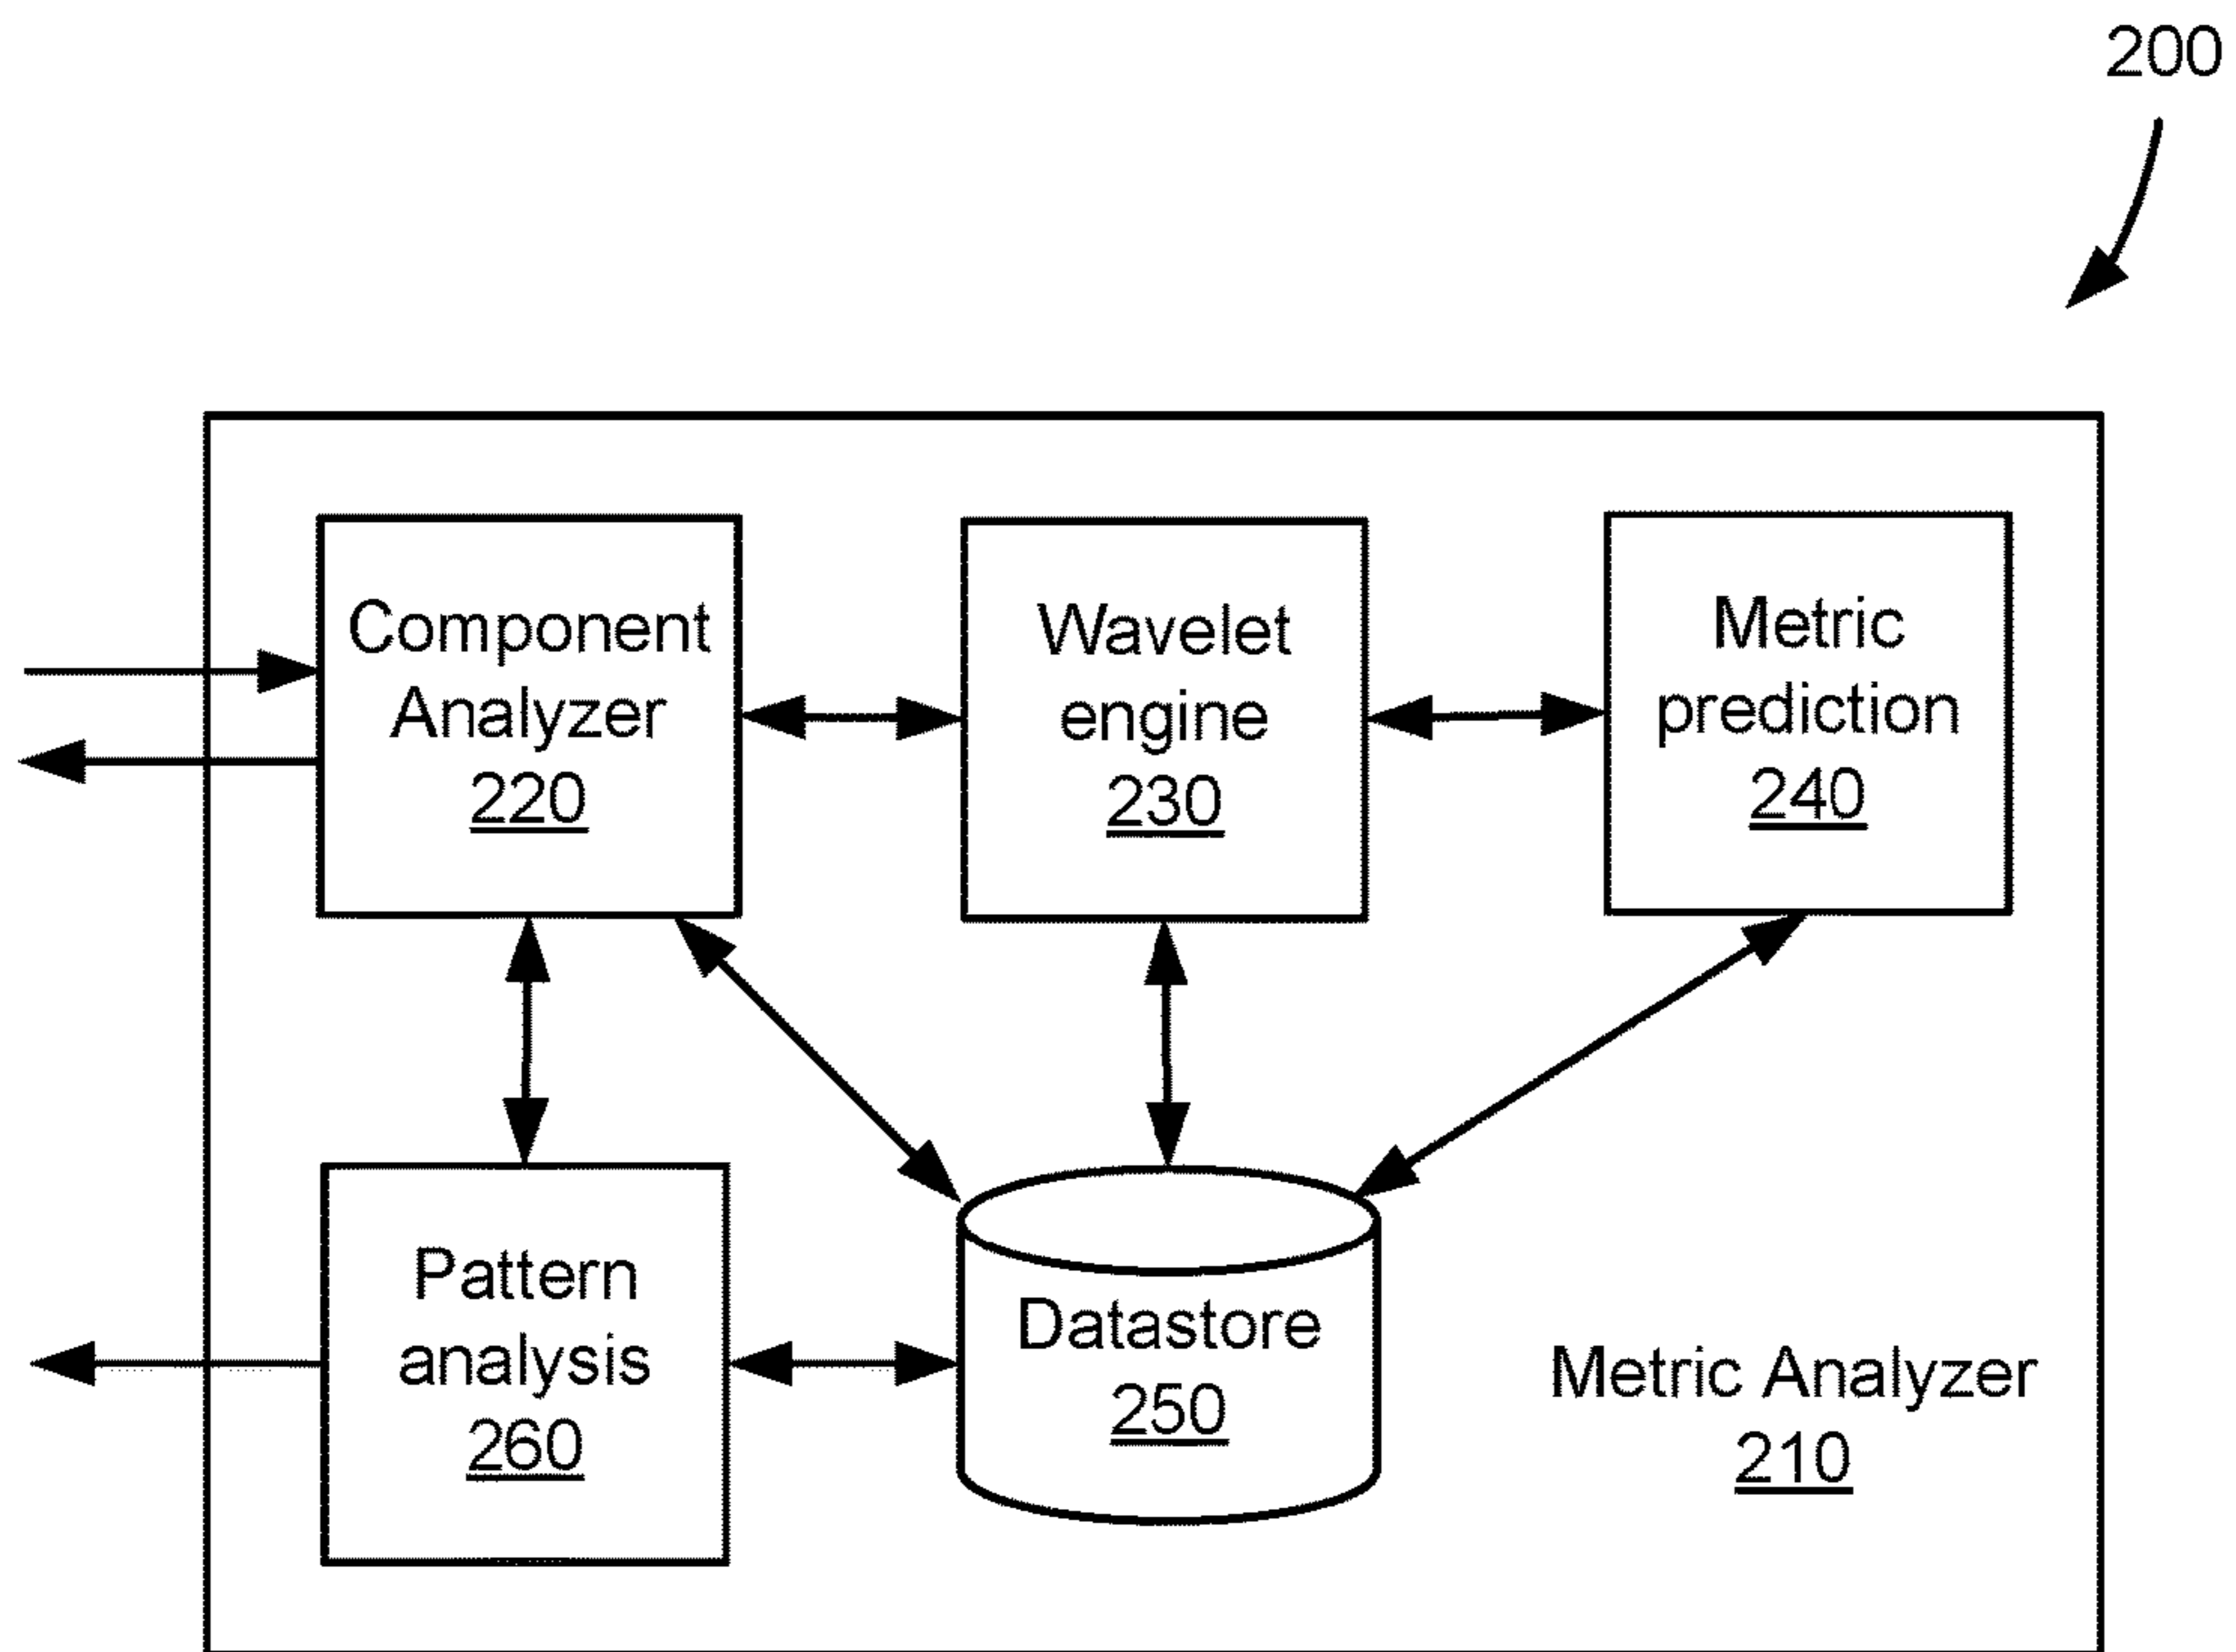 200
Component
Analyzer
220
Wavelet
engine
230
Metric
prediction
240
Pattern
analysis
260
Datastore
250
Metric Analyzer
210